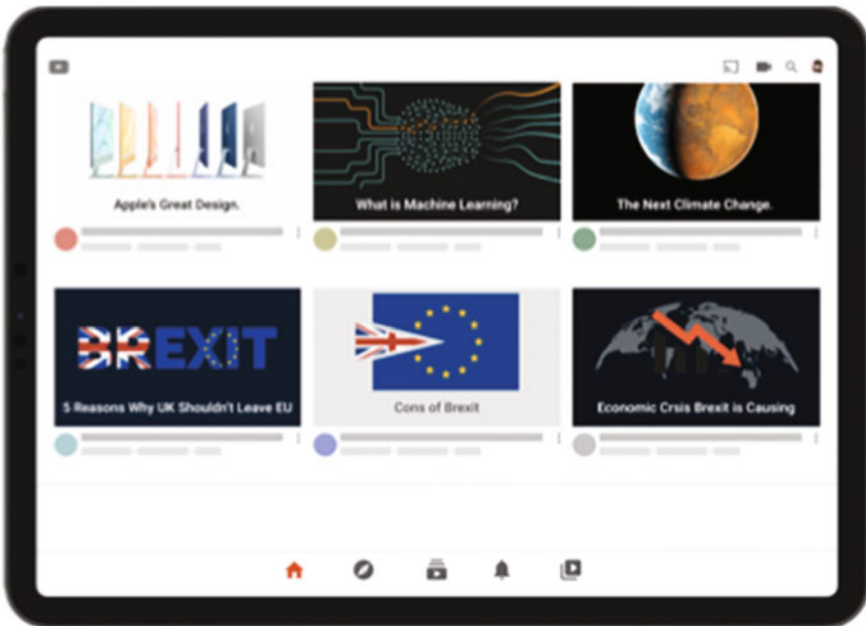 Apple's Great Design.
What is Machine Learning?
The Next Climate Change.
BREXIT
5 Reasons Why UK Shouldn't Leave EU
Cons of Brexit
Economic Crsis Brexit is Causing